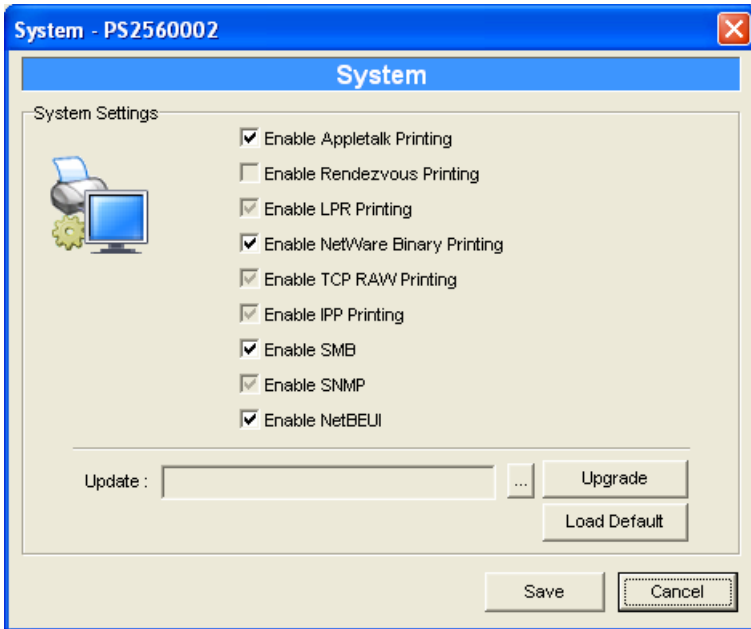 System - PS2560002
System
System Settings
Enable Appletalk Printing
Enable Rendezvous Printing
Enable LPR Printing
Enable NetWare Binary Printing
Enable TCP RAW Printing
Enable IPP Printing
Enable SMB
Enable SNMP
Enable NetBEUI
Update : ... Upgrade
Load Default
Save Cancel